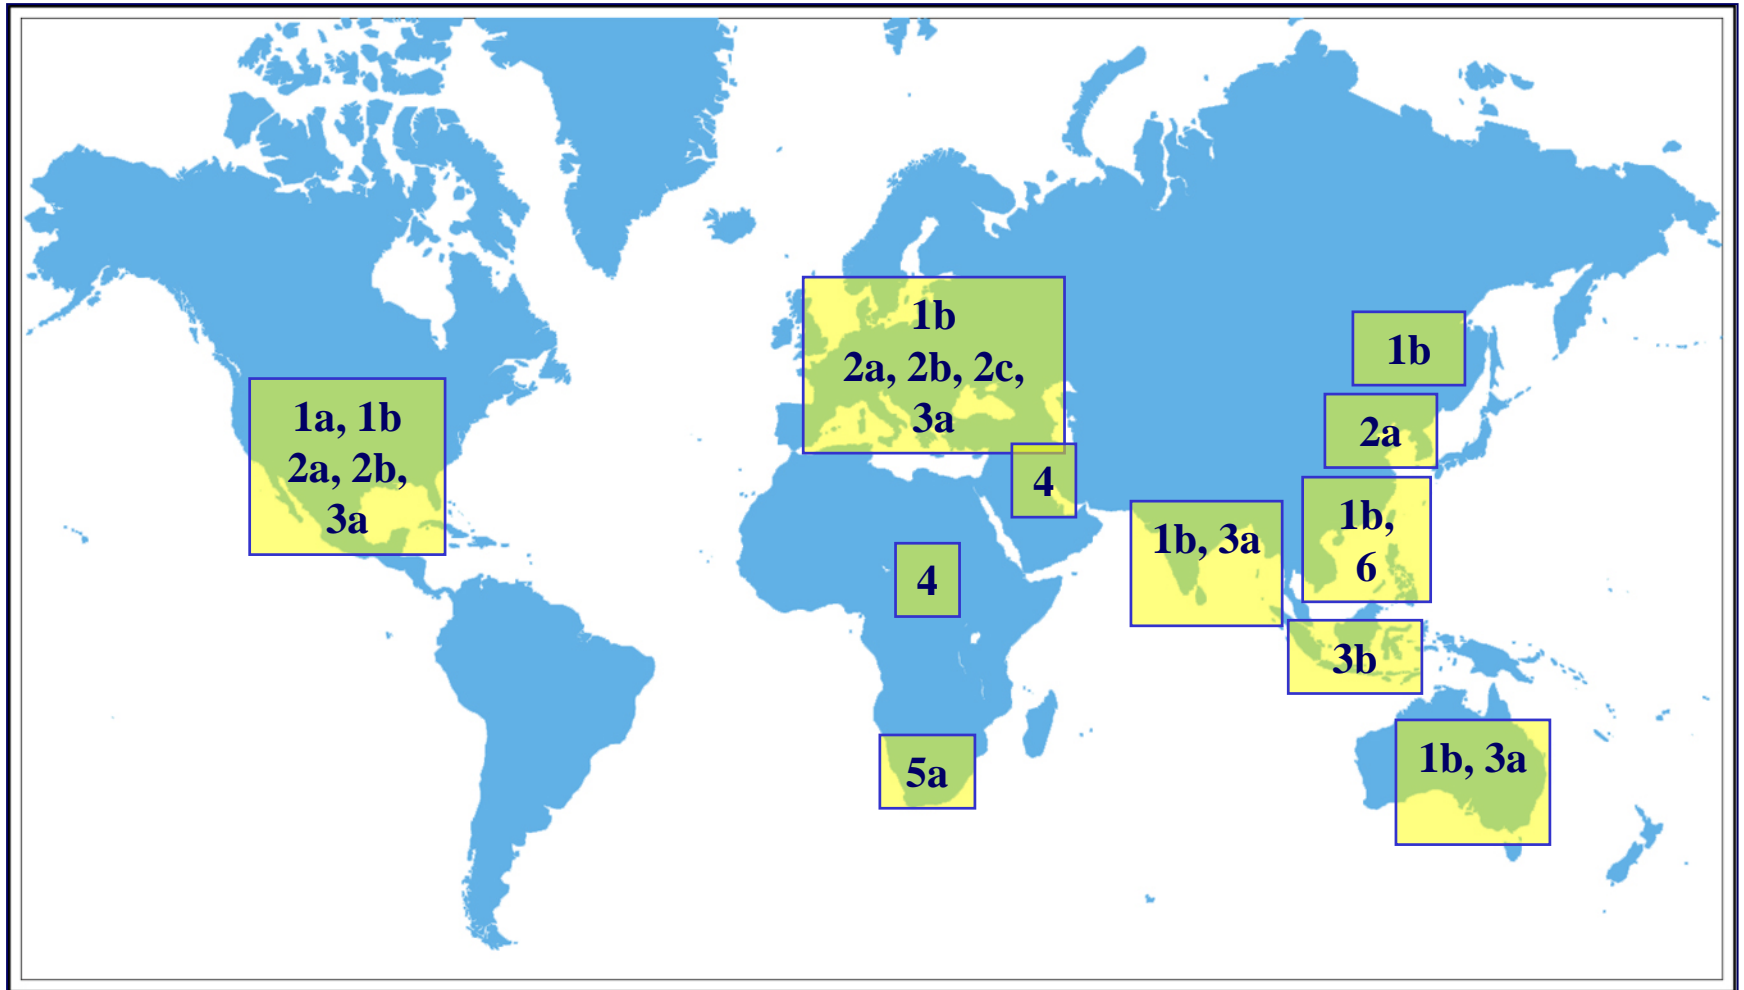 1b
2a, 2b, 2c,
3a
1b
1a, 1b
2a, 2b,
3a
2a
4
1b, 3a
1b,
6
4
3b
5a
1b, 3a